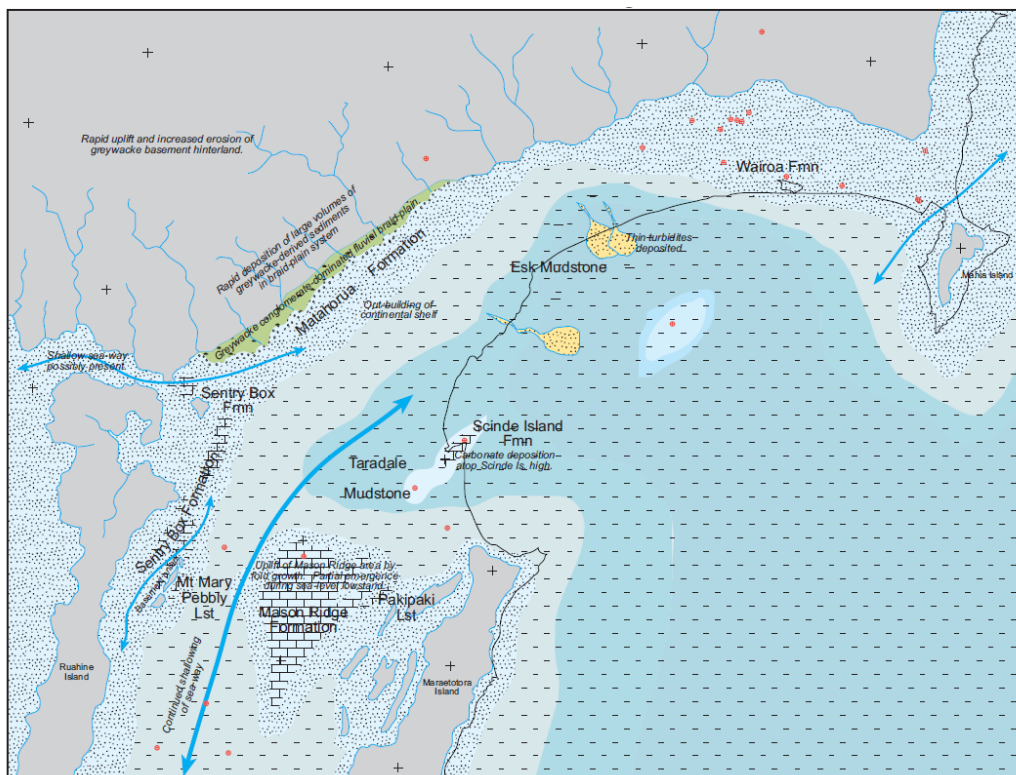 Rapid uplift and increased erosion of
greywacke basement hinterland.
Wairoa Fmn
Rapid deposition of large volumes of
greywacke-derived sediments
in braid-plain system
Greywacke conglomerate-dominated fluvial braid-plain
Matahorua Formation
Out-building of
continental shelf
Thin turbidites
deposited
Esk Mudstone
Mahia Island
Shallow sea-way
possibly present
Sentry Box
Fmn
Scinde Island
Fmn
Carbonate deposition
atop Scinde Is. high.
Taradale
Mudstone
Sentry Box Formation
Mt Mary
Pebbly
Lst
Uplift of Mason Ridge area by
fold growth. Partial emergence
during sea-level lowstand
Mason Ridge
Formation
Pakipaki
Lst
Ruahine
Island
Continued shallowing
of sea-way
Maraetotora
Island